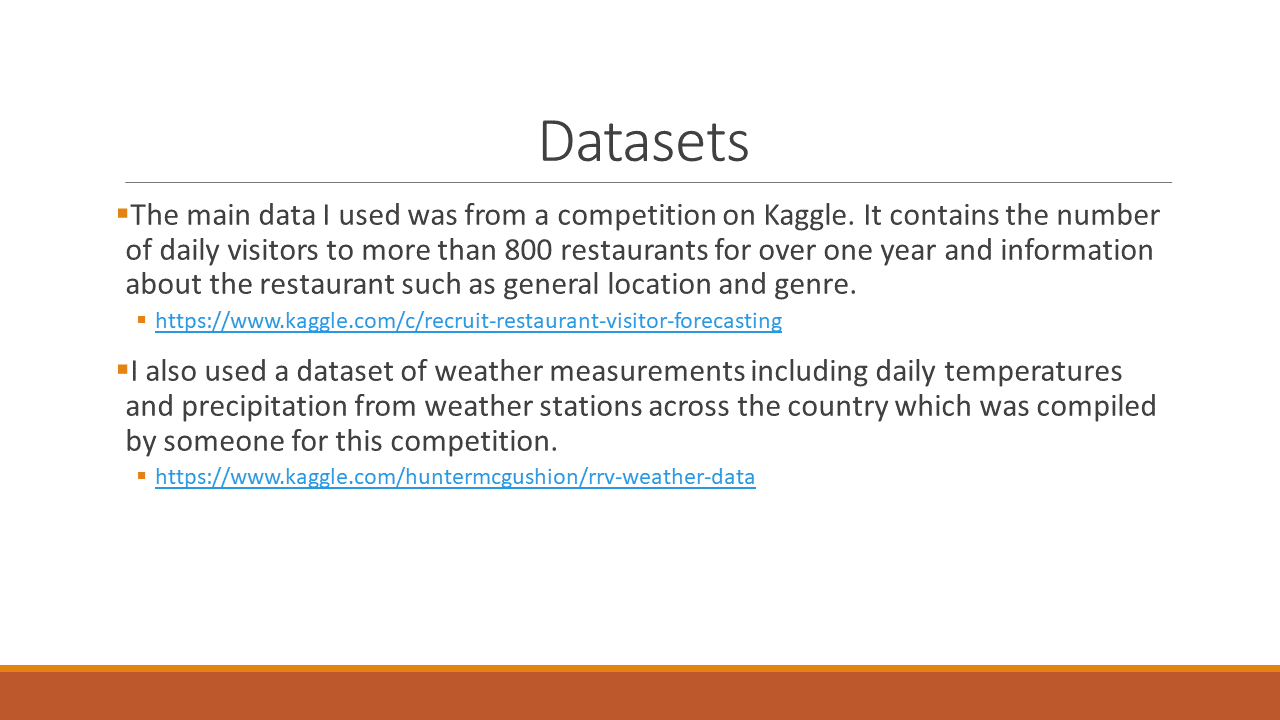 Datasets
▪The main data I used was from a competition on Kaggle. It contains the number
of daily visitors to more than 800 restaurants for over one year and information
about the restaurant such as general location and genre.
▪ https://www.kaggle.com/c/recruit-restaurant-visitor-forecasting
▪I also used a dataset of weather measurements including daily temperatures
and precipitation from weather stations across the country which was compiled
by someone for this competition.
▪ https://www.kaggle.com/huntermcgushion/rrv-weather-data